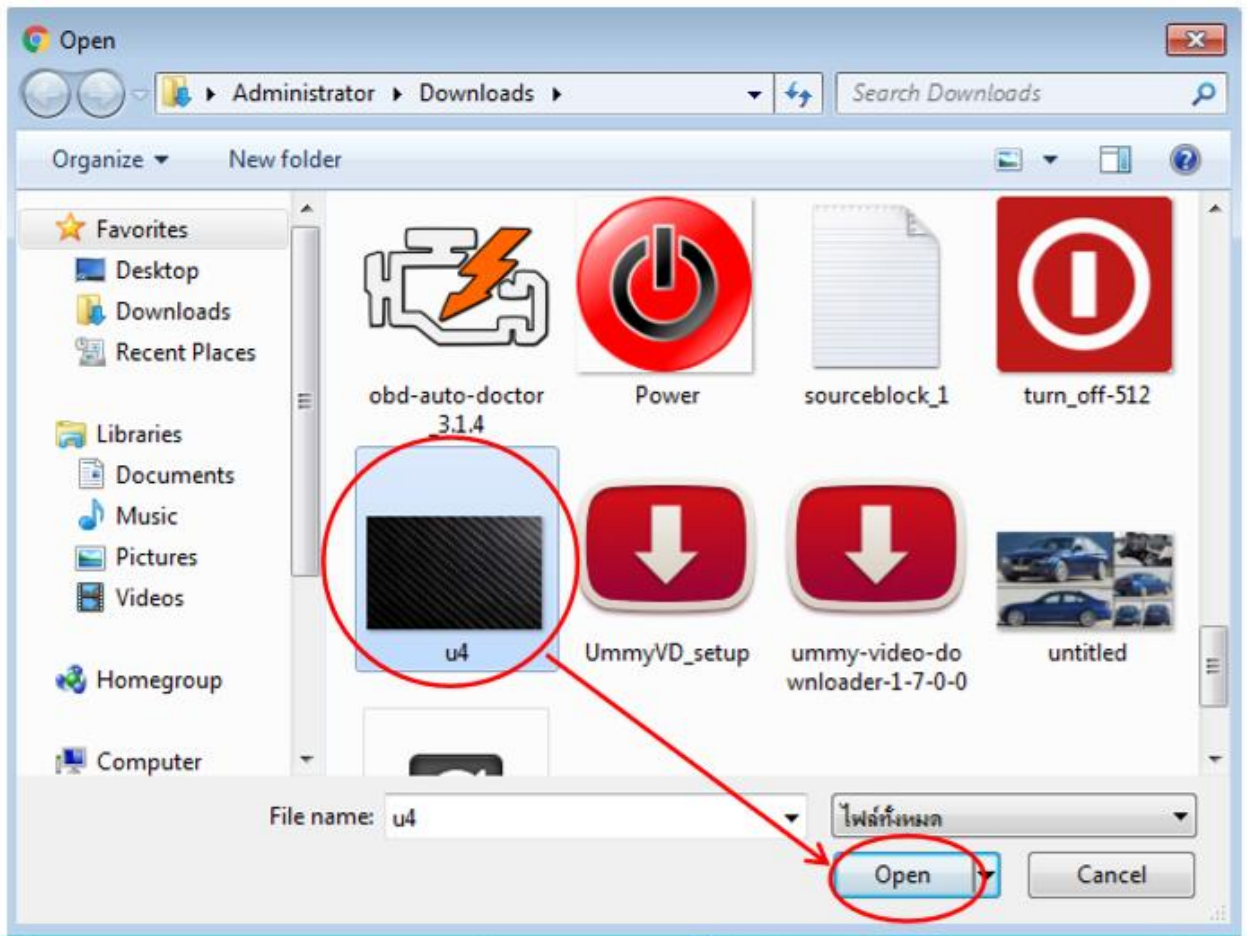 Open
Administrator Downloads
Search Downloads
Organize New folder
Favorites
Desktop
Downloads
Recent Places
Libraries
Documents
Music
Pictures
Videos
Homegroup
Computer
obd-auto-doctor
_3.1.4
Power
sourceblock_1
turn_off-512
u4
UmmyVD_setup
ummy-video-do
wnloader-1-7-0-0
untitled
File name: u4
ไฟล์ทั้งหมด
Open Cancel